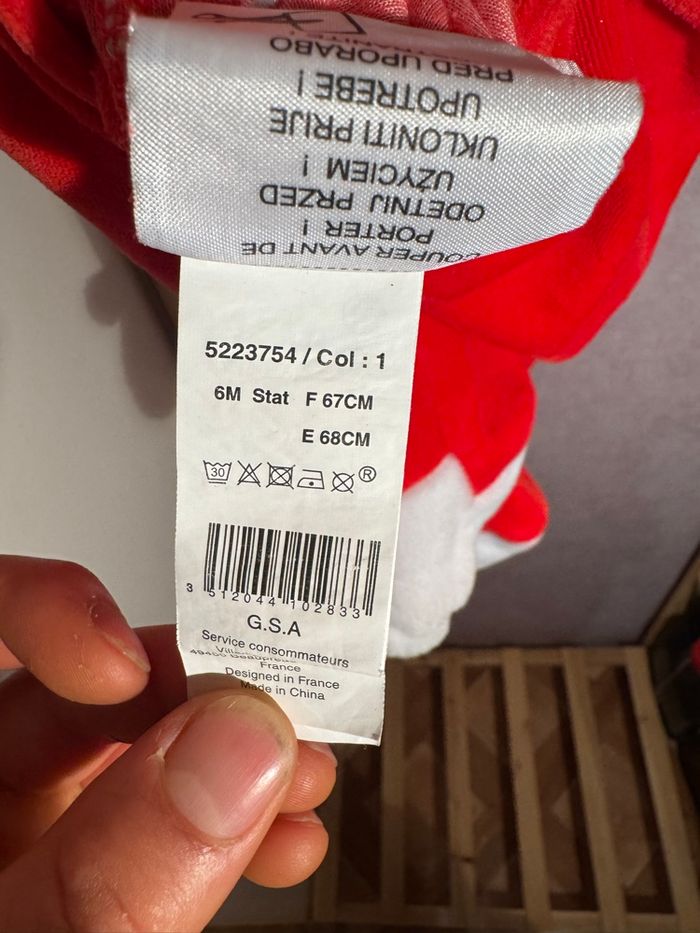 COUPER AVANT DE
PORTER !
ODETNIJ PRZED
UŻYCIEM !
UKLONITI PRIJE
UPOTREBE !
PRED UPORABO
5223754 / Col : 1
6M Stat F 67CM
E 68CM
30
®
3 512044 102833
G.S.A
Service consommateurs
France
Designed in France
Made in China